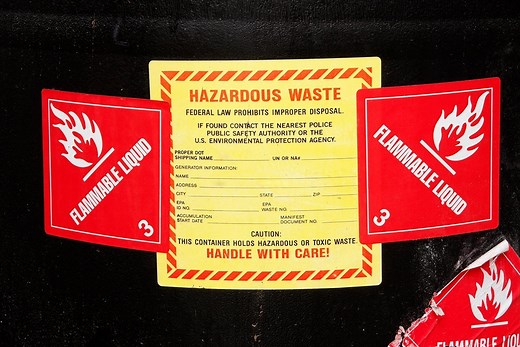 HAZARDOUS WASTE
FEDERAL LAW PROHIBITS IMPROPER DISPOSAL.
IF FOUND CONTACT THE NEAREST POLICE
PUBLIC SAFETY AUTHORITY OR THE
U.S. ENVIRONMENTAL PROTECTION AGENCY.
PROPER DOT
SHIPPING NAME UN OR NA#
GENERATOR INFORMATION:
NAME
ADDRESS
CITY STATE ZIP
EPA EPA
ID NO. WASTE NO.
ACCUMULATION MANIFEST
START DATE DOCUMENT NO.
CAUTION:
THIS CONTAINER HOLDS HAZARDOUS OR TOXIC WASTE.
HANDLE WITH CARE!
FLAMMABLE LIQUID
3
FLAMMABLE LIQUID
3
FLAMMABLE